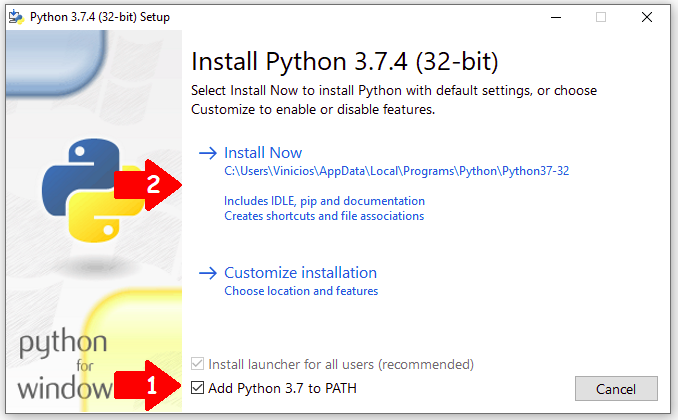 Python 3.7.4 (32-bit) Setup
Install Python 3.7.4 (32-bit)
Select Install Now to install Python with default settings, or choose
Customize to enable or disable features.
Install Now
C:\Users\Vinicios\AppData\Local\Programs\Python\Python37-32
2
Includes IDLE, pip and documentation
Creates shortcuts and file associations
Customize installation
Choose location and features
python
for
window
Install launcher for all users (recommended)
1
Add Python 3.7 to PATH
Cancel